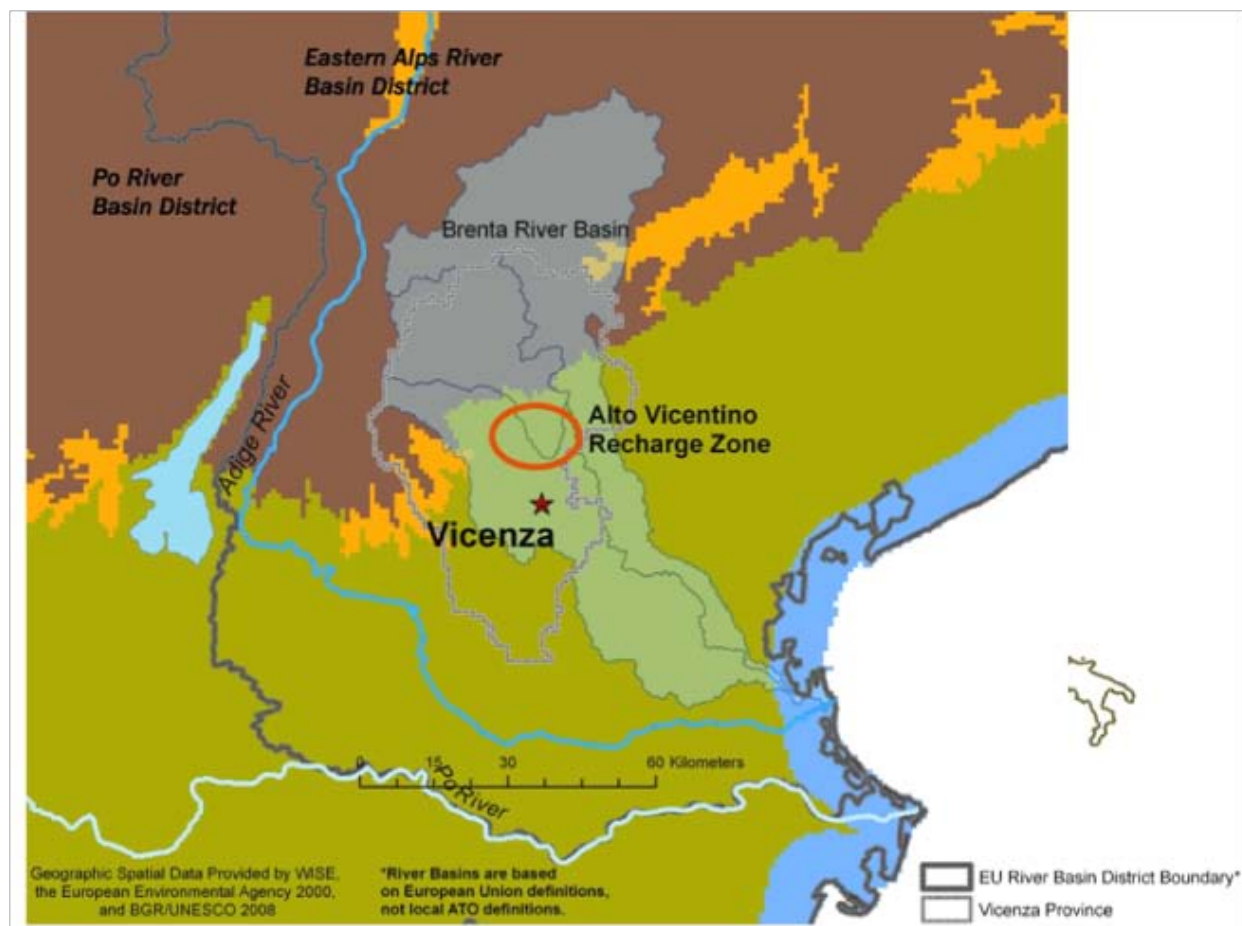 Eastern Alps River
Basin District
Po River
Basin District
Brenta River Basin
Adige River
Alto Vicentino
Recharge Zone
Vicenza
0 15 30 60 Kilometers
Po River
Geographic Spatial Data Provided by WISE,
the European Environmental Agency 2000,
and BGR/UNESCO 2008
*River Basins are based
on European Union definitions,
not local ATO definitions.
EU River Basin District Boundary*
Vicenza Province